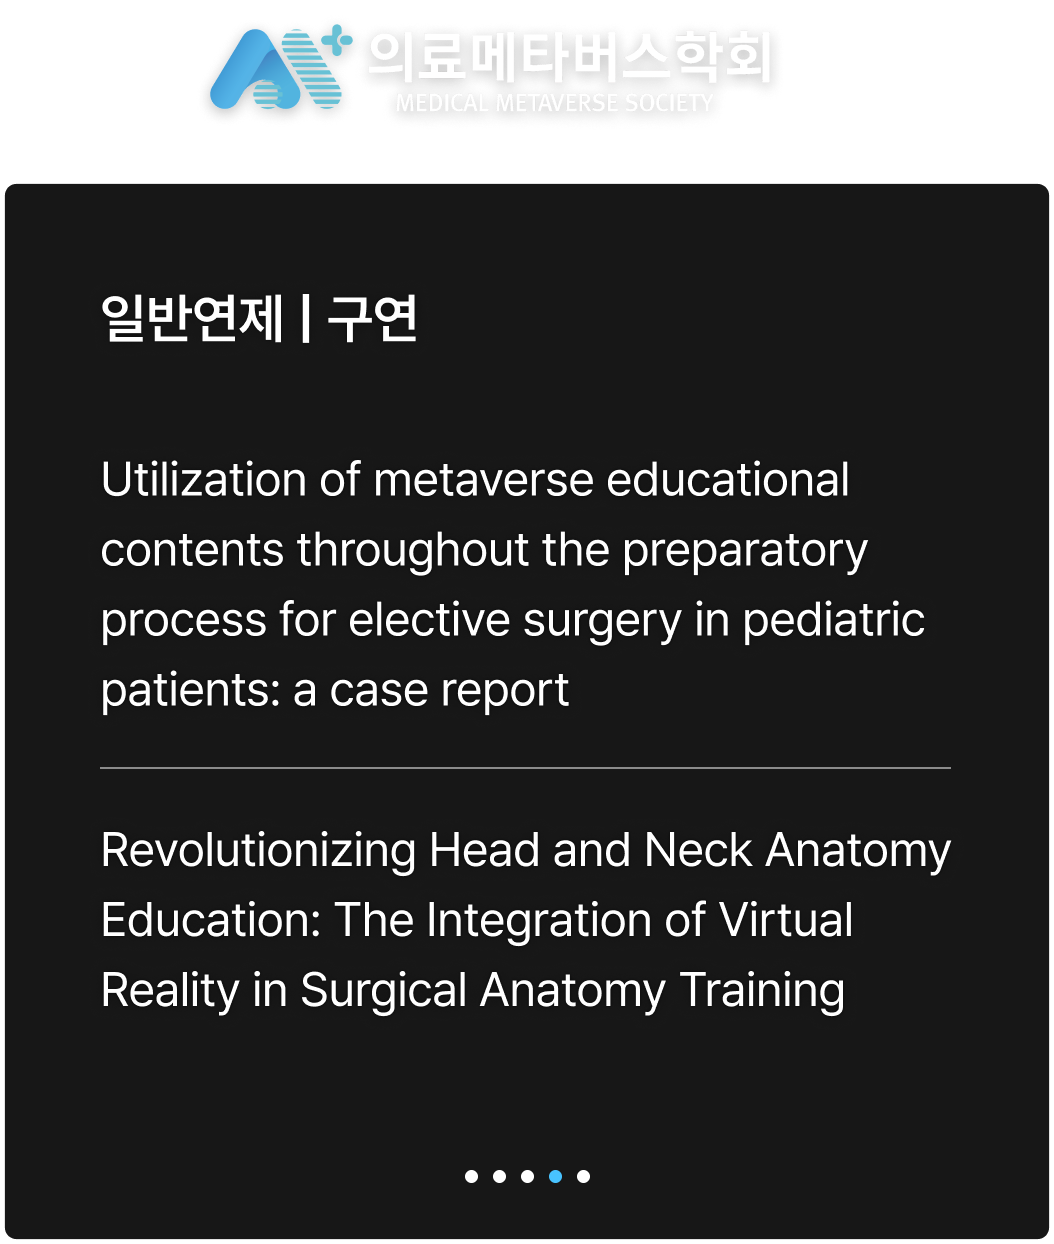 의료메타버스학회
MEDICAL METAVERSE SOCIETY
일반연제 | 구연
Utilization of metaverse educational
contents throughout the preparatory
process for elective surgery in pediatric
patients: a case report
Revolutionizing Head and Neck Anatomy
Education: The Integration of Virtual
Reality in Surgical Anatomy Training